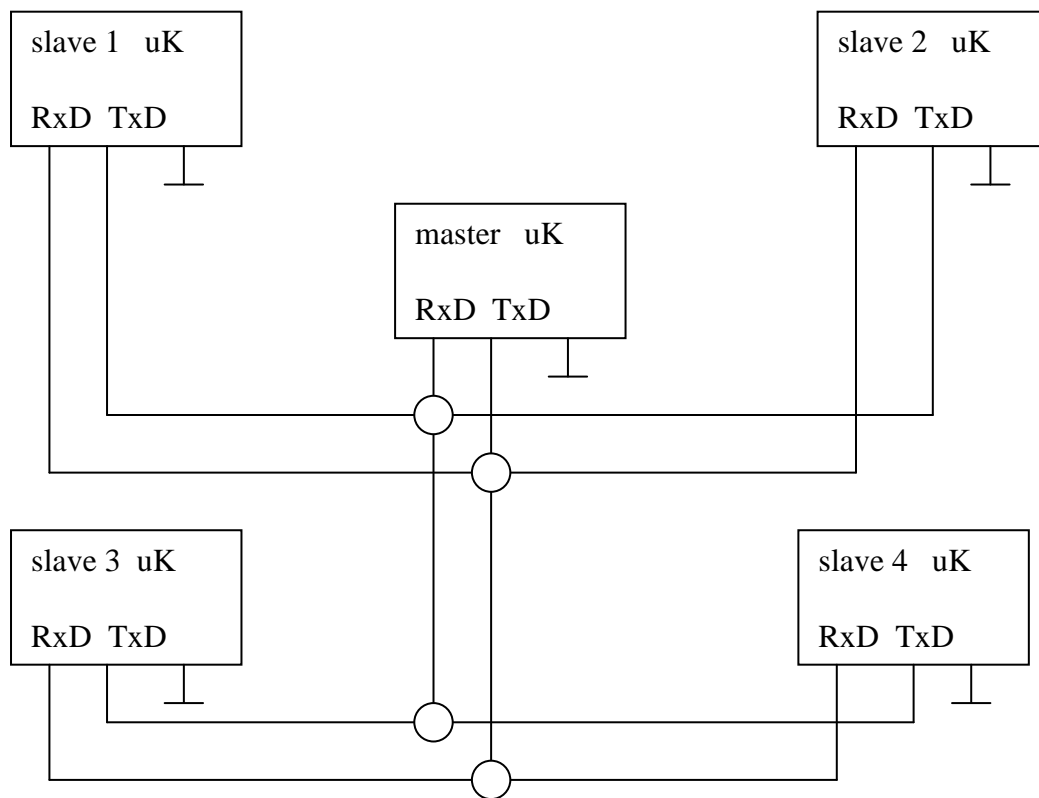 slave 1 uK
RxD TxD
slave 2 uK
RxD TxD
master uK
RxD TxD
slave 3 uK
RxD TxD
slave 4 uK
RxD TxD